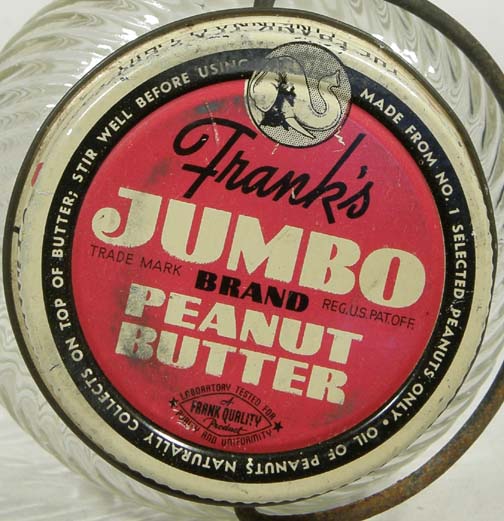 Frank's
JUMBO
TRADE MARK BRAND REG.U.S.PAT.OFF.
PEANUT
BUTTER
LABORATORY TESTED FOR
A
FRANK QUALITY
Product
PURITY AND UNIFORMITY
MADE FROM NO. 1 SELECTED PEANUTS ONLY • OIL OF PEANUTS NATURALLY COLLECTS ON TOP OF BUTTER; STIR WELL BEFORE USING